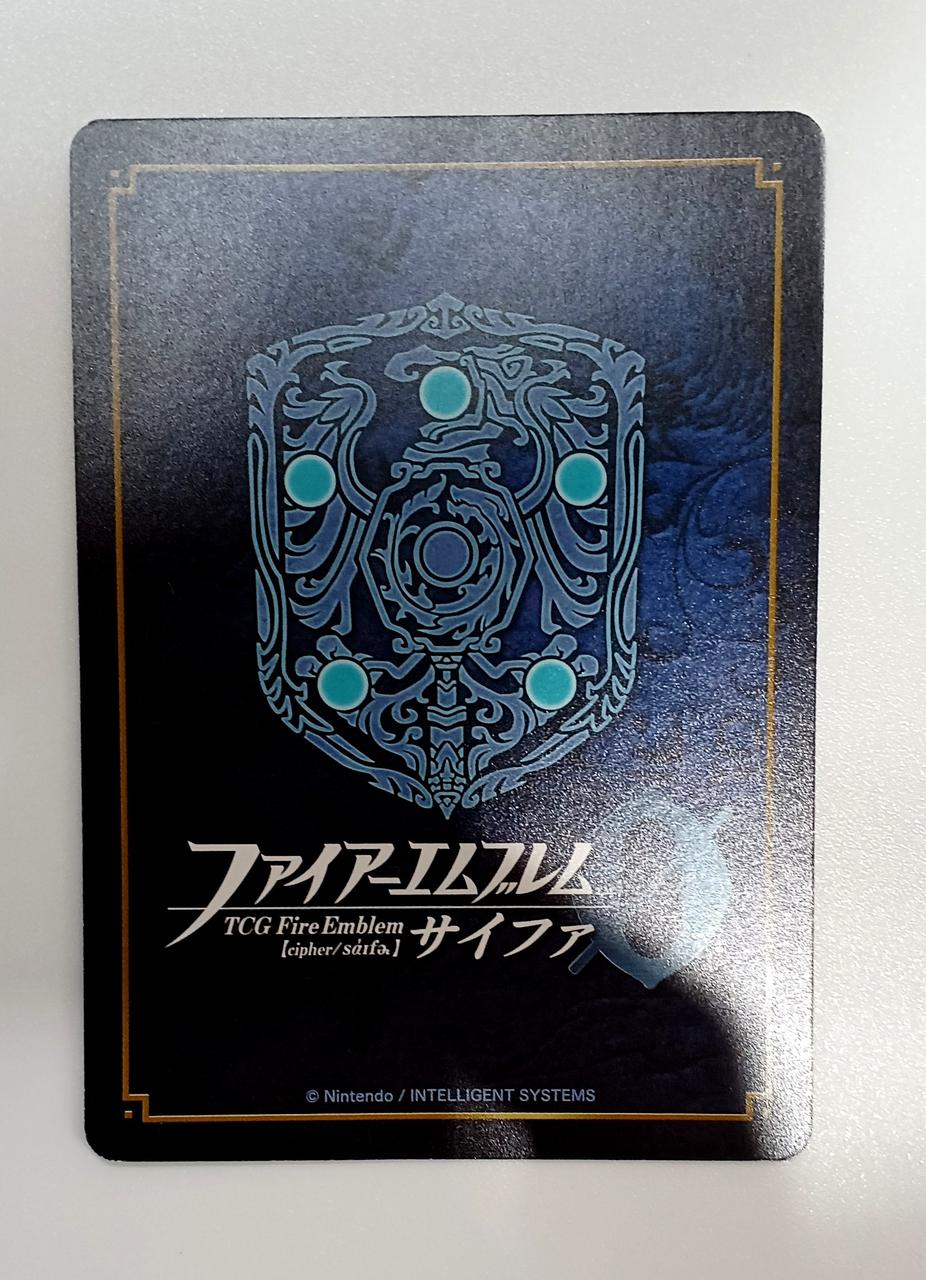 ファイアーエムブレム
TCG Fire Emblem
【cipher/sάɪfɚ】
サイファ
© Nintendo / INTELLIGENT SYSTEMS